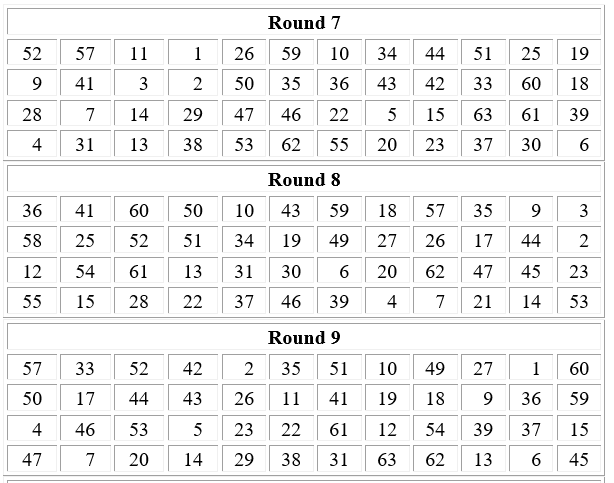 Round 7
52 57 11 1 26 59 10 34 44 51 25 19
9 41 3 2 50 35 36 43 42 33 60 18
28 7 14 29 47 46 22 5 15 63 61 39
4 31 13 38 53 62 55 20 23 37 30 6
Round 8
36 41 60 50 10 43 59 18 57 35 9 3
58 25 52 51 34 19 49 27 26 17 44 2
12 54 61 13 31 30 6 20 62 47 45 23
55 15 28 22 37 46 39 4 7 21 14 53
Round 9
57 33 52 42 2 35 51 10 49 27 1 60
50 17 44 43 26 11 41 19 18 9 36 59
4 46 53 5 23 22 61 12 54 39 37 15
47 7 20 14 29 38 31 63 62 13 6 45